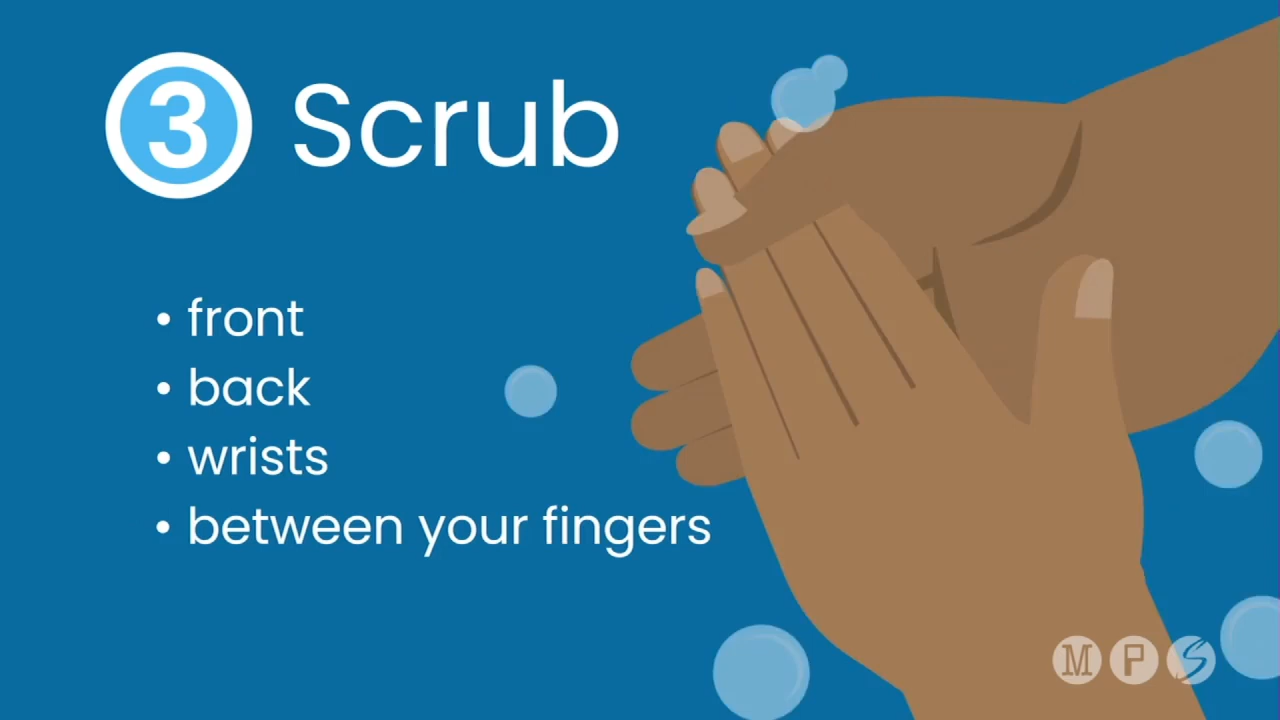 3 Scrub
• front
• back
• wrists
• between your fingers
MPS